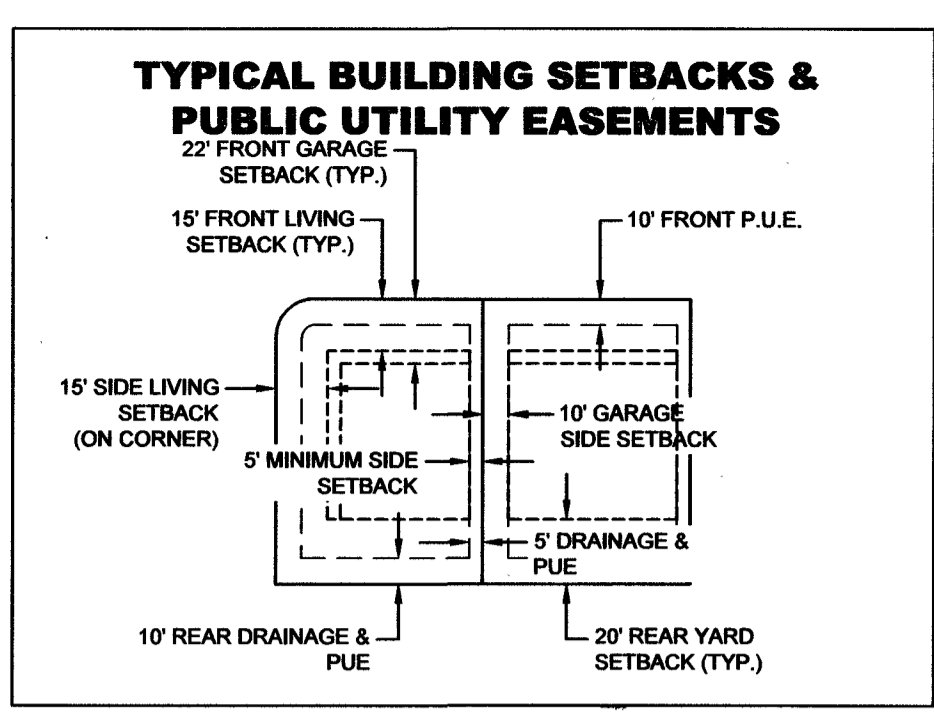 TYPICAL BUILDING SETBACKS &
PUBLIC UTILITY EASEMENTS
22' FRONT GARAGE
SETBACK (TYP.)
15' FRONT LIVING
SETBACK (TYP.)
10' FRONT P.U.E.
15' SIDE LIVING
SETBACK
(ON CORNER)
10' GARAGE
SIDE SETBACK
5' MINIMUM SIDE
SETBACK
5' DRAINAGE &
PUE
10' REAR DRAINAGE &
PUE
20' REAR YARD
SETBACK (TYP.)